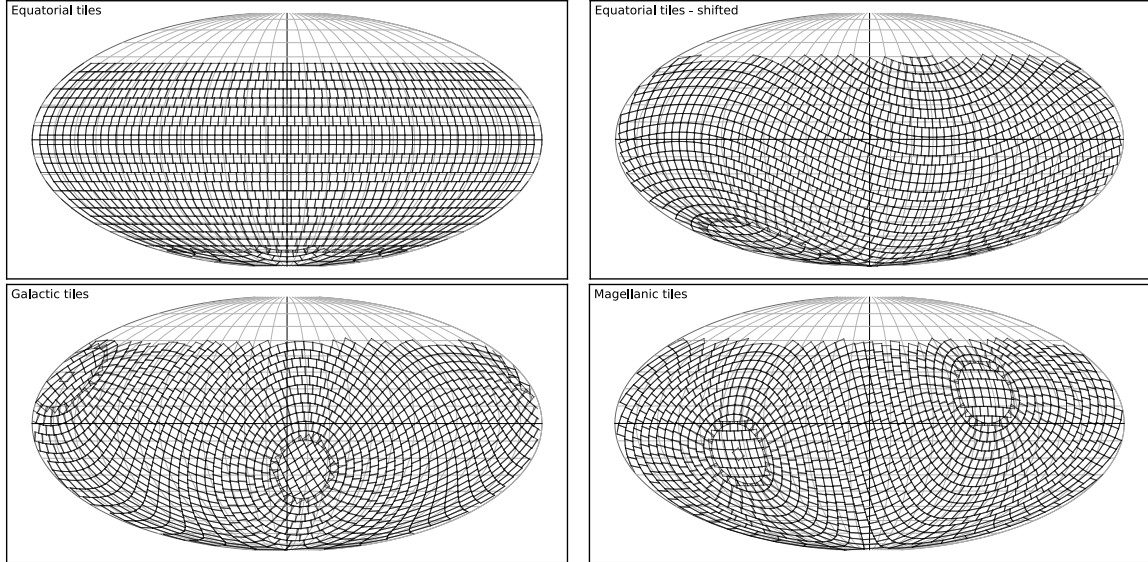 Equatorial tiles
Equatorial tiles - shifted
Galactic tiles
Magellanic tiles